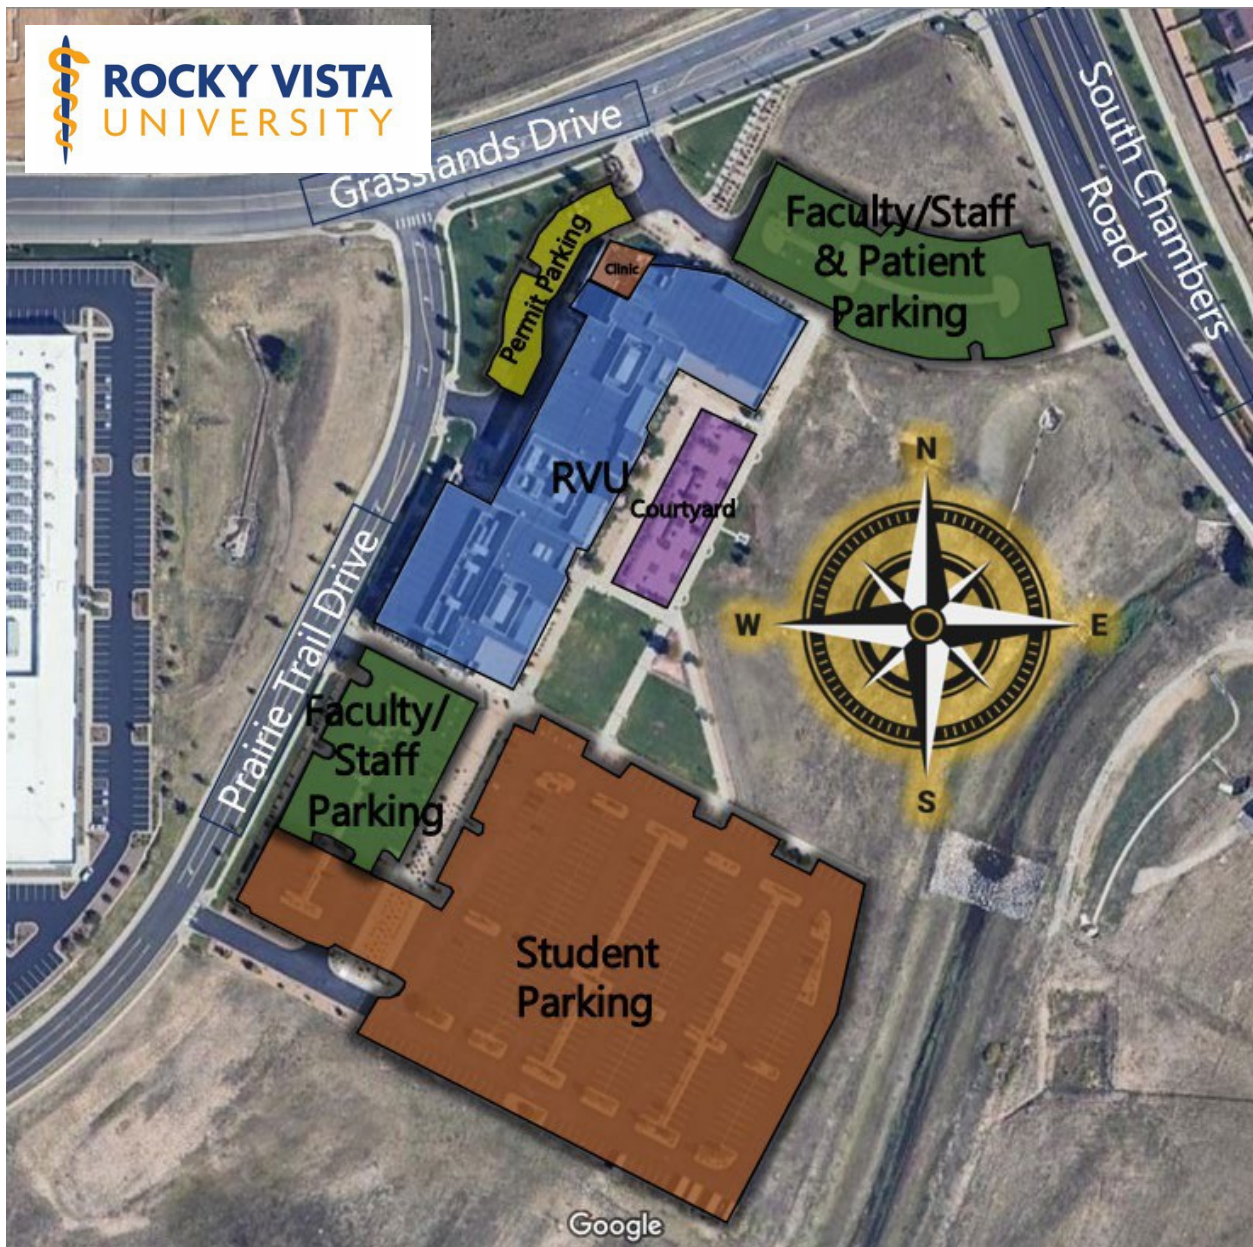 ROCKY VISTA
UNIVERSITY
Grasslands Drive
South Chambers
Road
Faculty/Staff
& Patient
Parking
Permit Parking
Clinic
RVU
Courtyard
N
W
E
S
Prairie Trail Drive
Faculty/
Staff
Parking
Student
Parking
Google